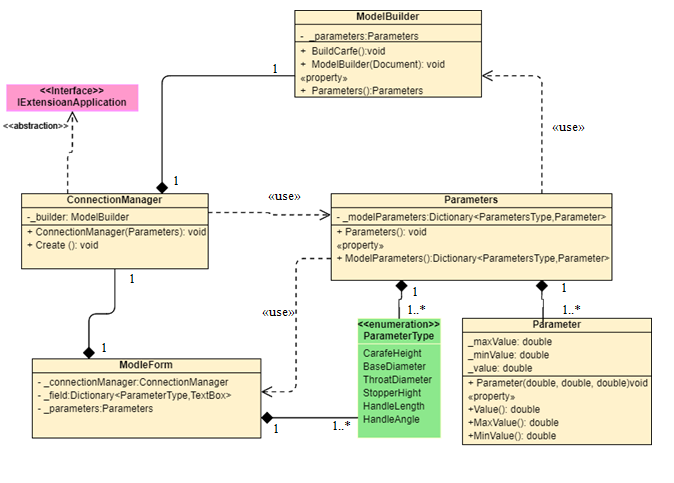 ModelBuilder
- _parameters:Parameters
+ BuildCarfe():void
+ ModelBuilder(Document): void
«property»
+ Parameters():Parameters
1
<<Interface>>
IExtensioanApplication
<<abstraction>>
«use»
1
ConnectionManager
-_builder: ModelBuilder
+ ConnectionManager(Parameters): void
+ Create (): void
«use»
Parameters
- _modelParameters:Dictionary<ParametersType,Parameter>
+ Parameters(): void
«property»
+ ModelParameters():Dictionary<ParametersType,Parameter>
1
1
1
«use»
1..*
1..*
1
<<enumeration>>
ParameterType
CarafeHeight
BaseDiameter
ThroatDiameter
StopperHight
HandleLength
HandleAngle
Parameter
_maxValue: double
_minValue: double
_value: double
+ Parameter(double, double, double)void
«property»
+Value(): double
+MaxValue(): double
+MinValue(): double
ModleForm
- _connectionManager:ConnectionManager
- _field:Dictionary<ParameterType,TextBox>
- _parameters:Parameters
1
1..*